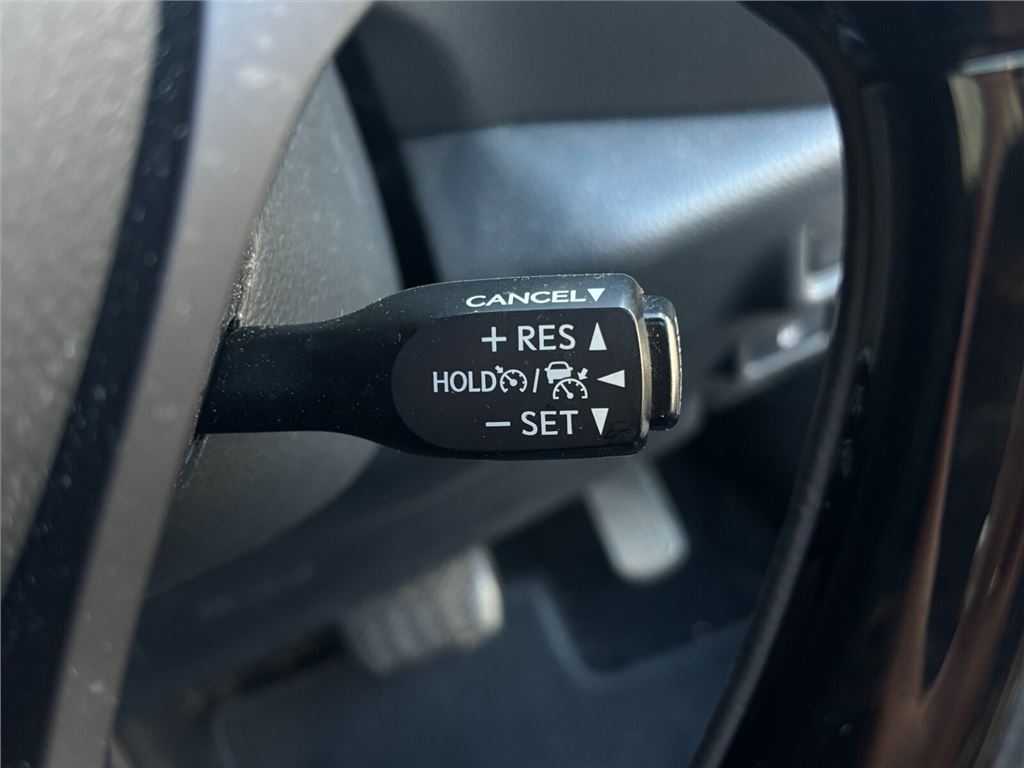 CANCEL▼
+ RES ▲
HOLD / ◀
− SET ▼